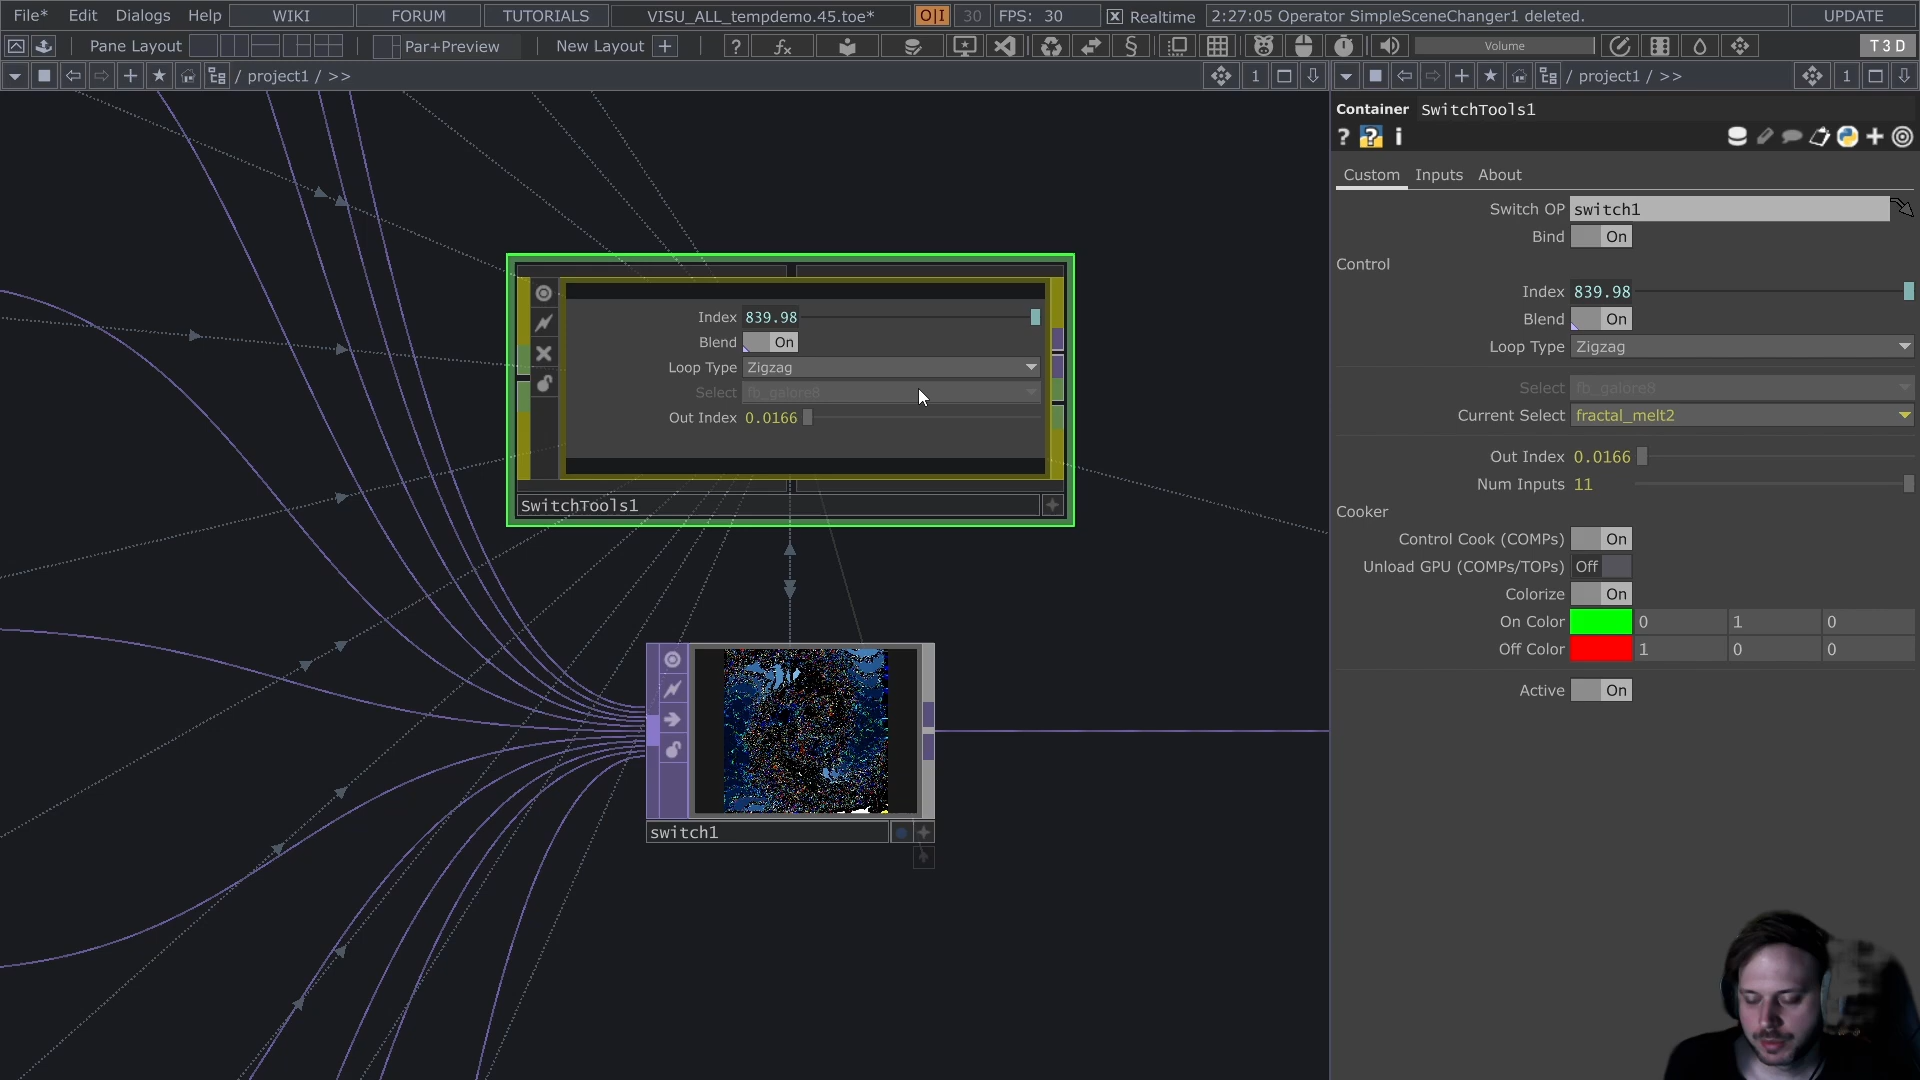 File* Edit Dialogs Help WIKI FORUM TUTORIALS VISU_ALL_tempdemo.45.toe* O|I 30 FPS: 30 Realtime 2:27:05 Operator SimpleSceneChanger1 deleted. UPDATE
Pane Layout Par+Preview New Layout + ? fx Volume T3D
/ project1 / >> 1 / project1 / >> 1
Container SwitchTools1
? ? i
Custom Inputs About
Switch OP switch1
Bind On
Control
Index 839.98
Blend On
Loop Type Zigzag
Select fb_galore8
Current Select fractal_melt2
Out Index 0.0166
Num Inputs 11
Cooker
Control Cook (COMPs) On
Unload GPU (COMPs/TOPs) Off
Colorize On
On Color 0 1 0
Off Color 1 0 0
Active On
Index 839.98
Blend On
Loop Type Zigzag
Select fb_galore8
Out Index 0.0166
SwitchTools1
switch1